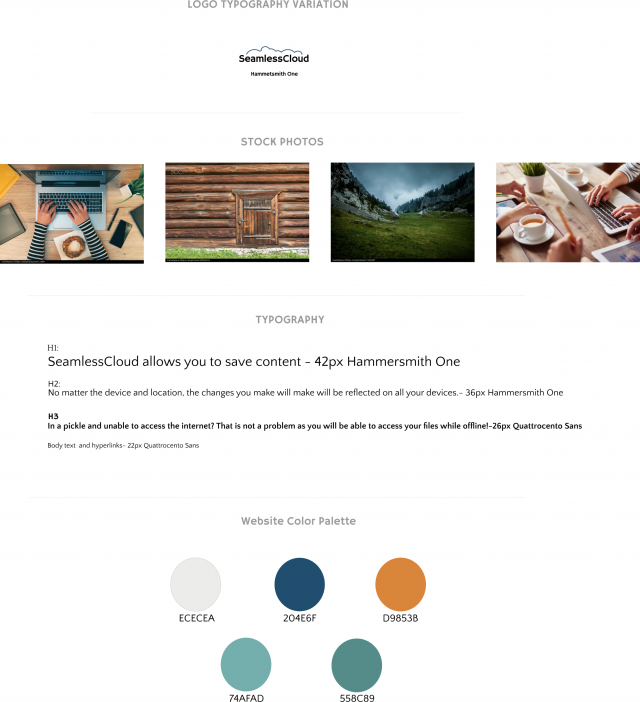 LOGO TYPOGRAPHY VARIATION
SeamlessCloud
Hammetsmith One
STOCK PHOTOS
TYPOGRAPHY
H1:
SeamlessCloud allows you to save content - 42px Hammersmith One
H2:
No matter the device and location, the changes you make will make will be reflected on all your devices.- 36px Hammersmith One
H3
In a pickle and unable to access the internet? That is not a problem as you will be able to access your files while offline!-26px Quattrocento Sans
Body text and hyperlinks- 22px Quattrocento Sans
Website Color Palette
ECECEA
204E6F
D9853B
74AFAD
558C89